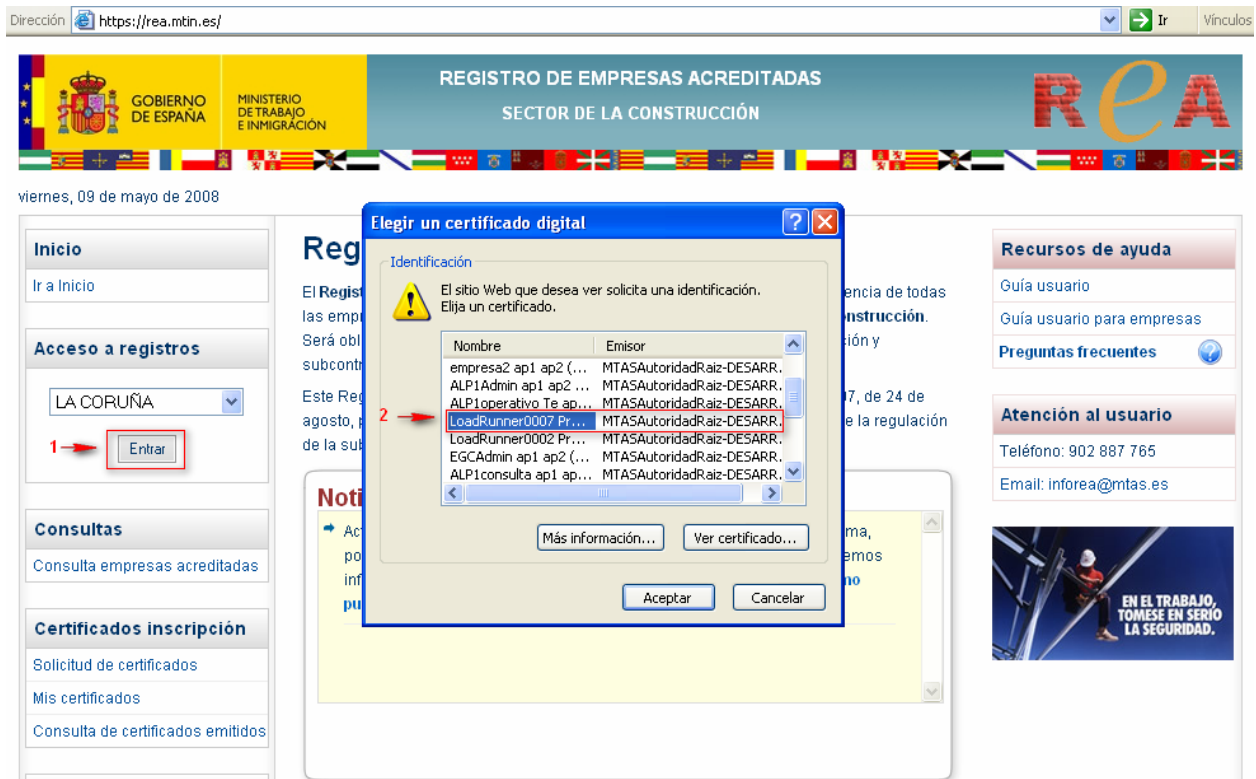 Dirección https://rea.mtin.es/ Ir Vínculos
GOBIERNO
DE ESPAÑA
MINISTERIO
DE TRABAJO
E INMIGRACIÓN
REGISTRO DE EMPRESAS ACREDITADAS
SECTOR DE LA CONSTRUCCIÓN
ReA
viernes, 09 de mayo de 2008
Inicio
Ir a Inicio
Acceso a registros
LA CORUÑA
1
Entrar
Consultas
Consulta empresas acreditadas
Certificados inscripción
Solicitud de certificados
Mis certificados
Consulta de certificados emitidos
Reg
El Regist
encia de todas
las empr
nstrucción.
Será obl
ión y
subcontr
Este Reg
7, de 24 de
agosto, p
e la regulación
de la sub
Noti
Ac
ma,
po
emos
inf
no
pu
Elegir un certificado digital
Identificación
El sitio Web que desea ver solicita una identificación.
Elija un certificado.
Nombre Emisor
empresa2 ap1 ap2 (... MTASAutoridadRaiz-DESARR.
ALP1Admin ap1 ap2 ... MTASAutoridadRaiz-DESARR.
ALP1operativo Te ap... MTASAutoridadRaiz-DESARR.
2
LoadRunner0007 Pr... MTASAutoridadRaiz-DESARR.
LoadRunner0002 Pr... MTASAutoridadRaiz-DESARR.
EGCAdmin ap1 ap2 (... MTASAutoridadRaiz-DESARR.
ALP1consulta ap1 ap... MTASAutoridadRaiz-DESARR.
Más información... Ver certificado...
Aceptar Cancelar
Recursos de ayuda
Guía usuario
Guía usuario para empresas
Preguntas frecuentes
Atención al usuario
Teléfono: 902 887 765
Email: inforea@mtas.es
EN EL TRABAJO,
TOMESE EN SERIO
LA SEGURIDAD.